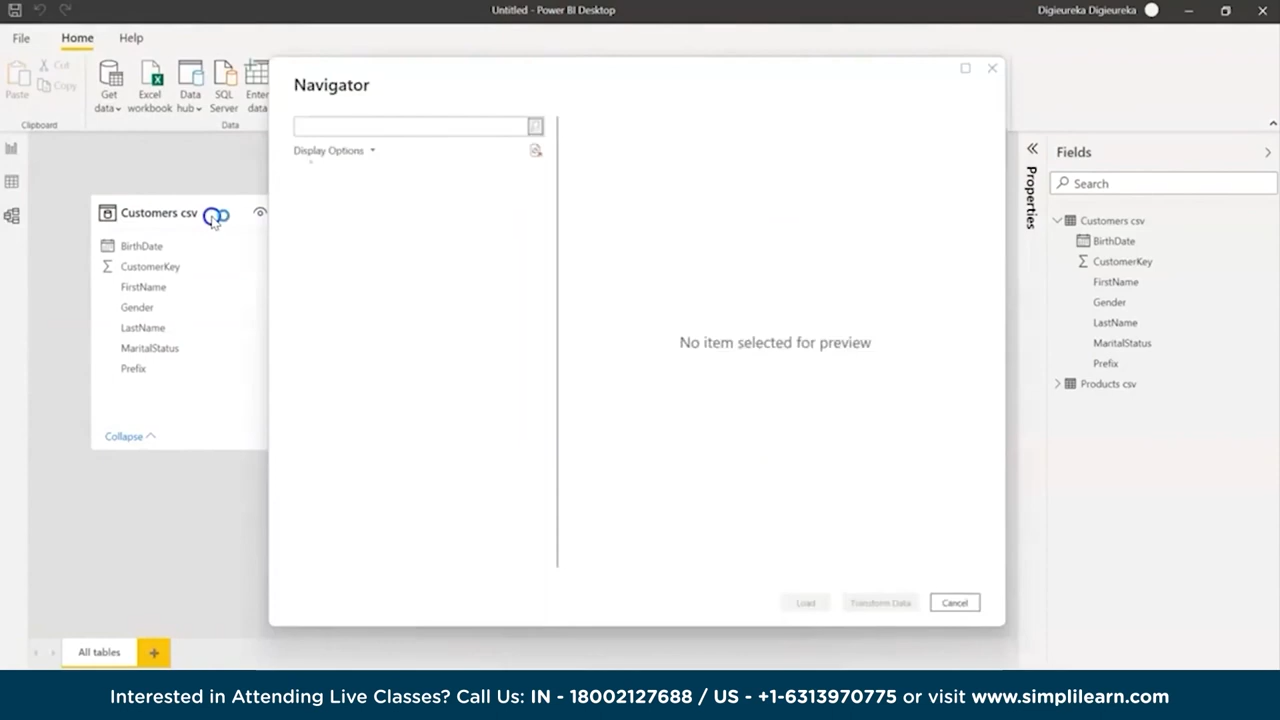 Untitled - Power BI Desktop
Digieureka Digieureka
File
Home
Help
Paste
Cut
Copy
Clipboard
Get data
Excel workbook
Data hub
SQL Server
Enter data
Data
Navigator
Display Options
No item selected for preview
Load
Transform Data
Cancel
Customers csv
BirthDate
CustomerKey
FirstName
Gender
LastName
MaritalStatus
Prefix
Collapse
Properties
Fields
Search
Customers csv
BirthDate
CustomerKey
FirstName
Gender
LastName
MaritalStatus
Prefix
Products csv
All tables
Interested in Attending Live Classes? Call Us: IN - 18002127688 / US - +1-6313970775 or visit www.simplilearn.com